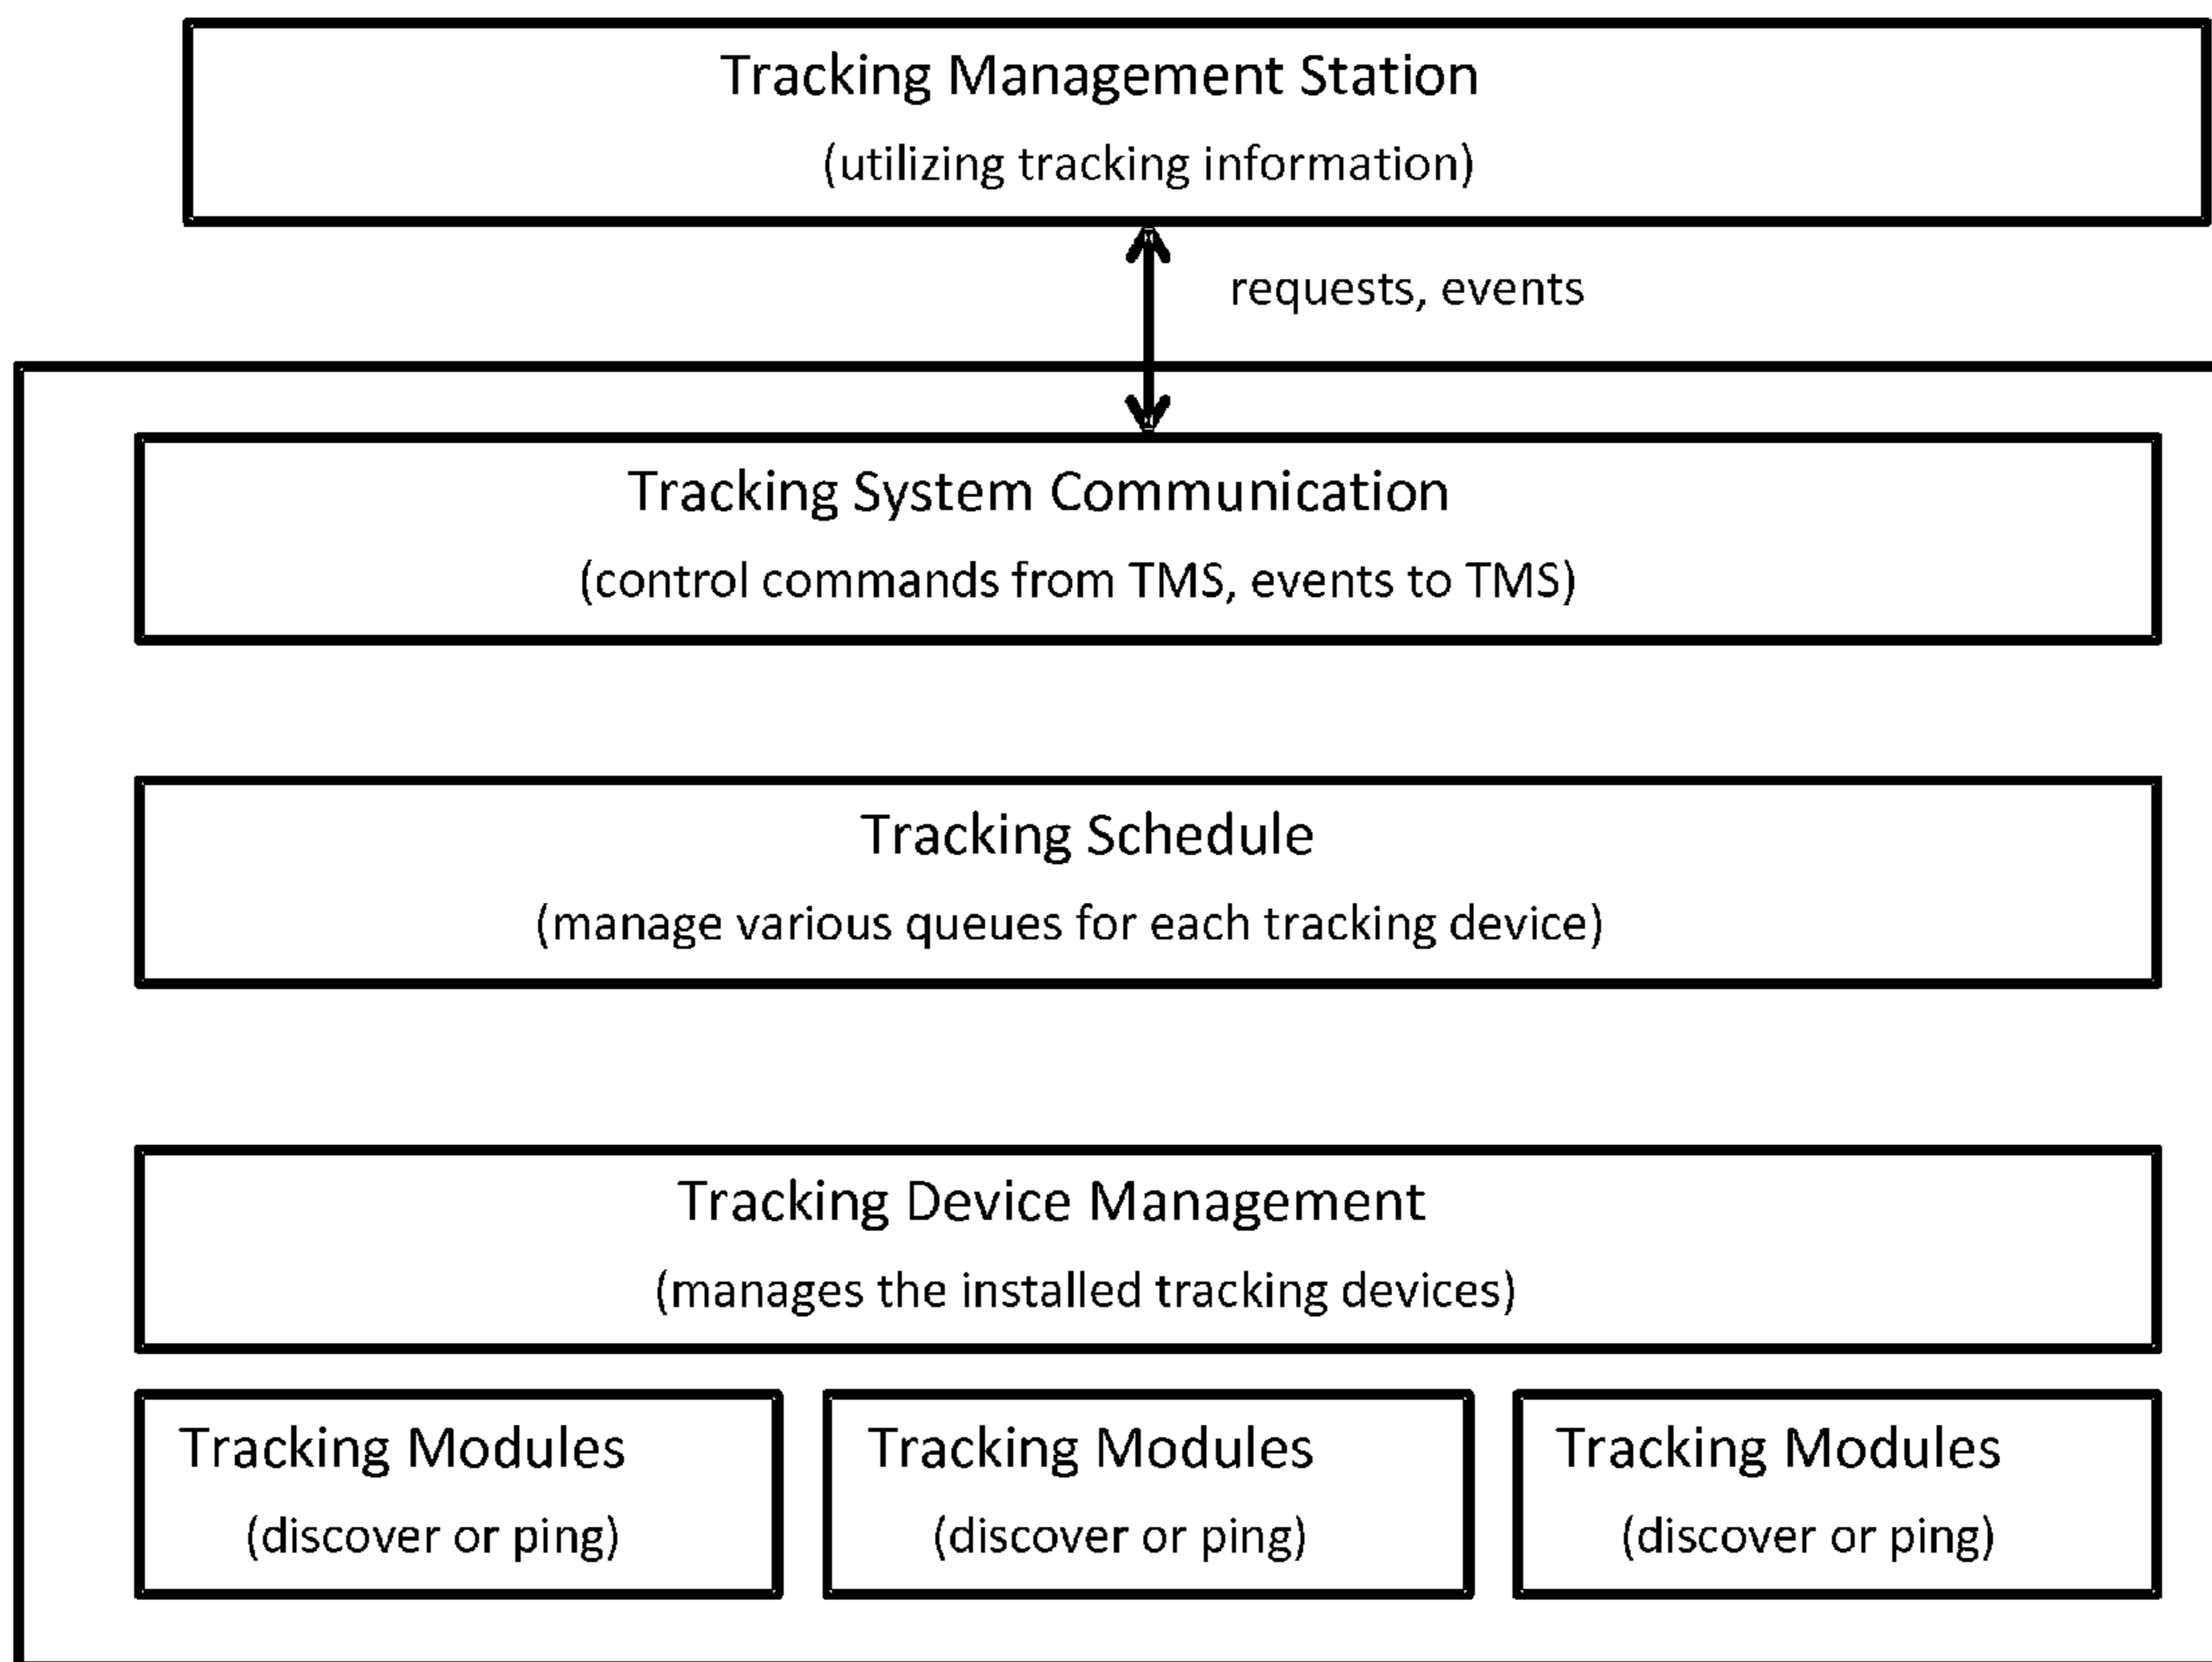 Tracking Management Station
(utilizing tracking information)
requests, events
Tracking System Communication
(control commands from TMS, events to TMS)
Tracking Schedule
(manage various queues for each tracking device)
Tracking Device Management
(manages the installed tracking devices)
Tracking Modules
(discover or ping)
Tracking Modules
(discover or ping)
Tracking Modules
(discover or ping)